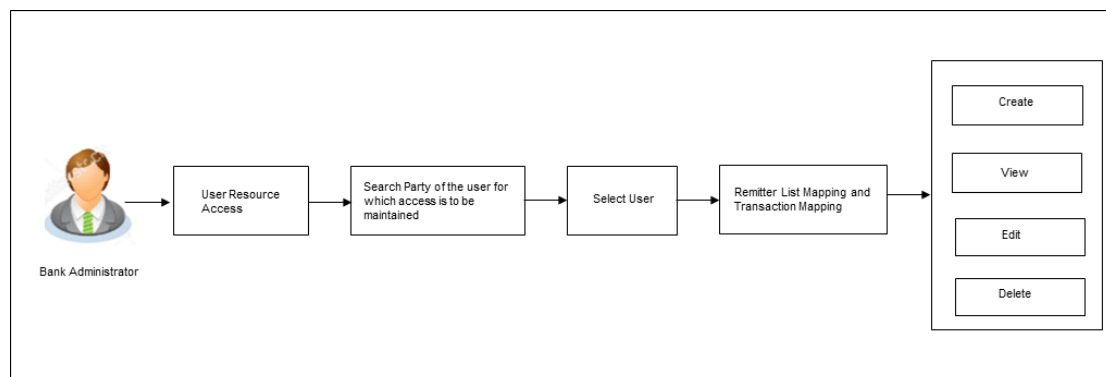 Create
User Resource
Access
Search Party of the user for
which access is to be
maintained
Select User
Remitter List Mapping and
Transaction Mapping
View
Edit
Delete
Bank Administrator